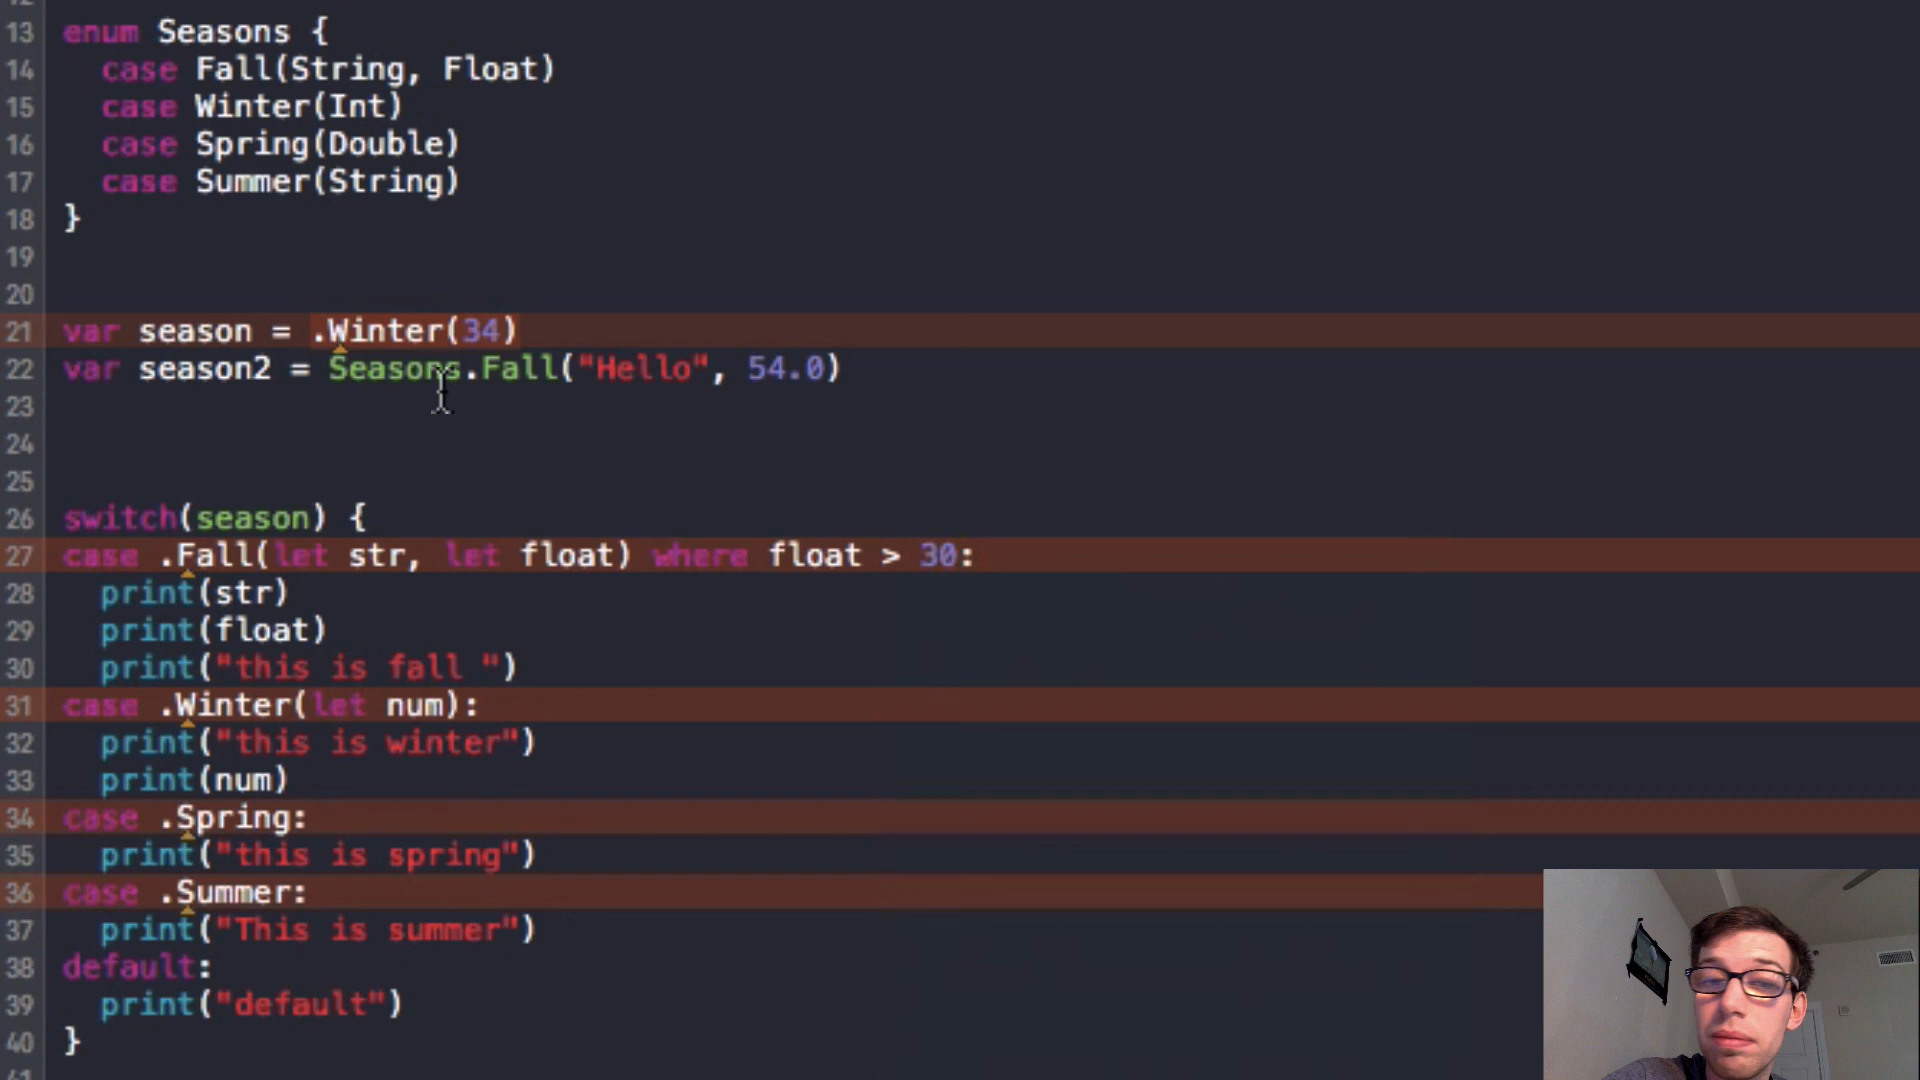 13 enum Seasons {
14 case Fall(String, Float)
15 case Winter(Int)
16 case Spring(Double)
17 case Summer(String)
18 }
19
20
21 var season = .Winter(34)
22 var season2 = Seasons.Fall("Hello", 54.0)
23
24
25
26 switch(season) {
27 case .Fall(let str, let float) where float > 30:
28 print(str)
29 print(float)
30 print("this is fall ")
31 case .Winter(let num):
32 print("this is winter")
33 print(num)
34 case .Spring:
35 print("this is spring")
36 case .Summer:
37 print("This is summer")
38 default:
39 print("default")
40 }